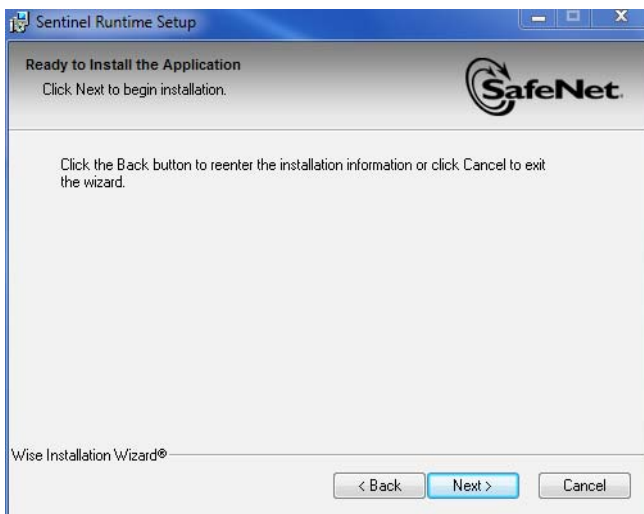 Sentinel Runtime Setup
Ready to Install the Application
Click Next to begin installation.
SafeNet.
Click the Back button to reenter the installation information or click Cancel to exit
the wizard.
Wise Installation Wizard®
< Back
Next >
Cancel